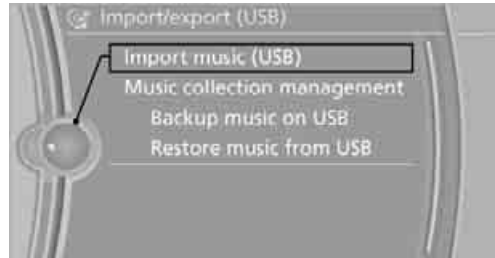 Import/export (USB)
Import music (USB)
Music collection management
Backup music on USB
Restore music from USB